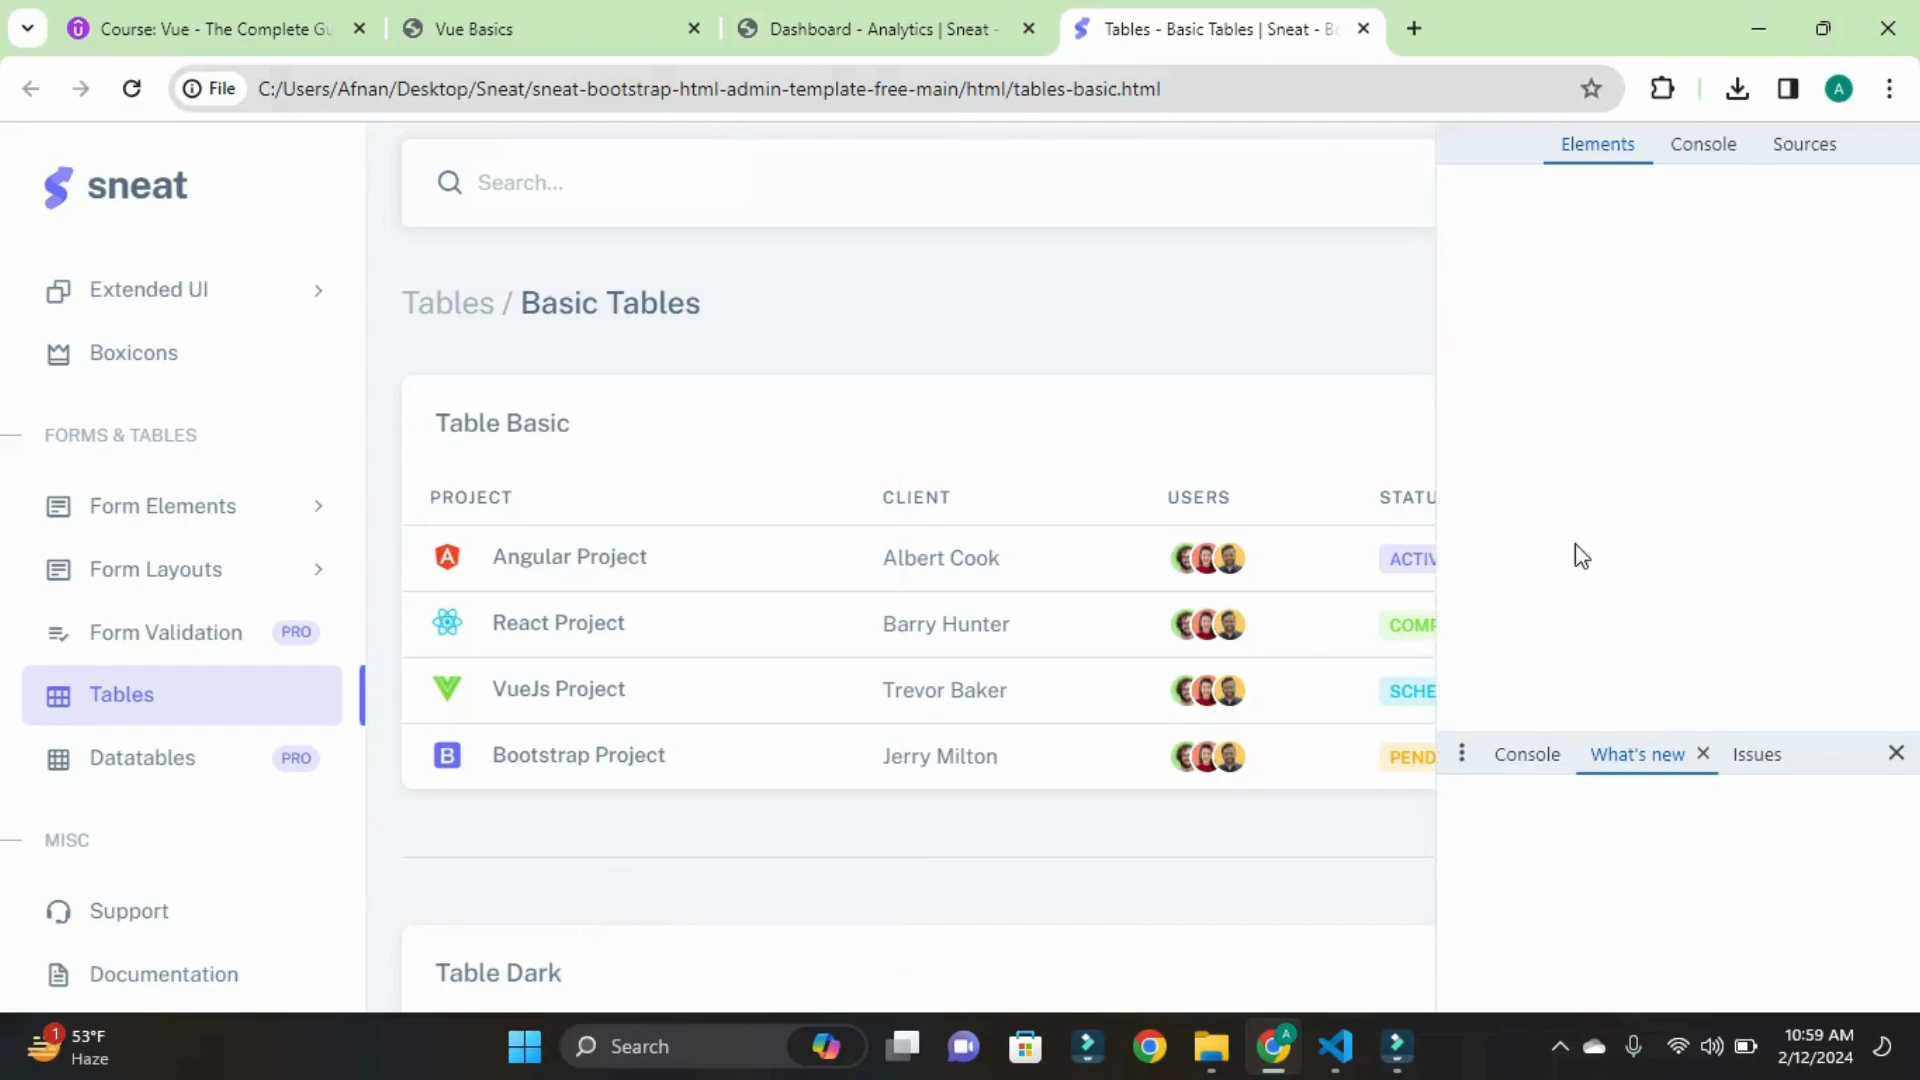 Course: Vue - The Complete Gu
Vue Basics
Dashboard - Analytics | Sneat -
Tables - Basic Tables | Sneat - Bo
File
C:/Users/Afnan/Desktop/Sneat/sneat-bootstrap-html-admin-template-free-main/html/tables-basic.html
A
sneat
Search...
Elements
Console
Sources
Extended UI
Boxicons
FORMS & TABLES
Form Elements
Form Layouts
Form Validation
PRO
Tables
Datatables
PRO
MISC
Support
Documentation
Tables / Basic Tables
Table Basic
PROJECT
CLIENT
USERS
STATU
Angular Project
Albert Cook
ACTIV
React Project
Barry Hunter
COMP
VueJs Project
Trevor Baker
SCHE
B
Bootstrap Project
Jerry Milton
PEND
Table Dark
Console
What's new
Issues
1
53°F
Haze
Search
A
10:59 AM
2/12/2024